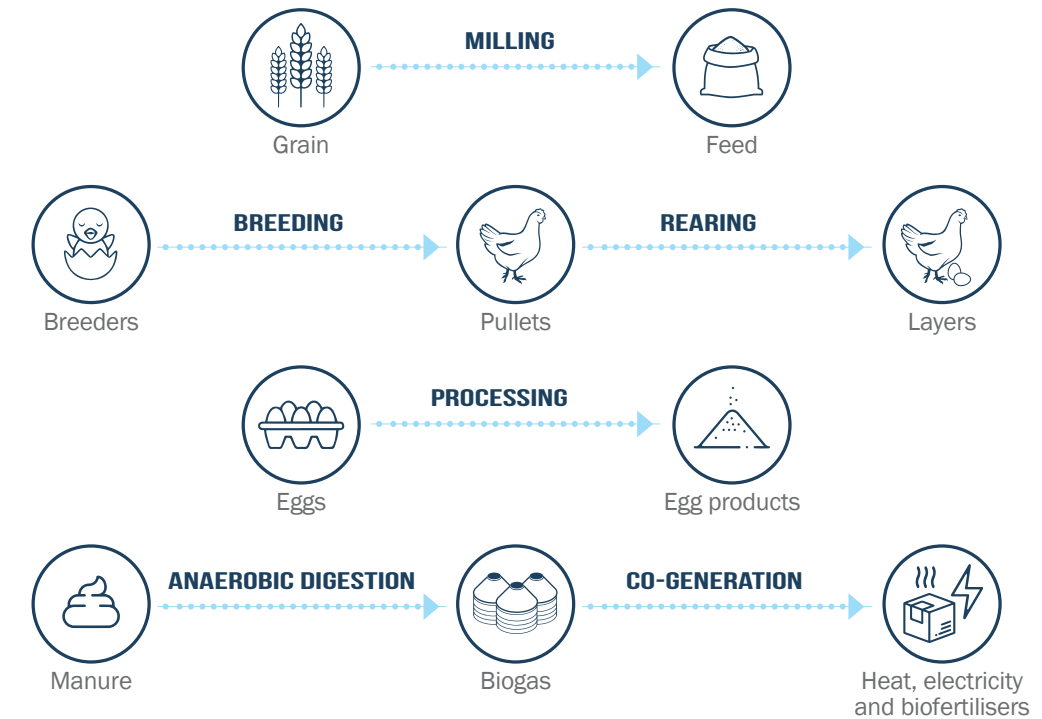 MILLING
Grain
Feed
BREEDING
REARING
Breeders
Pullets
Layers
PROCESSING
Eggs
Egg products
ANAEROBIC DIGESTION
CO-GENERATION
Manure
Biogas
Heat, electricity
and biofertilisers